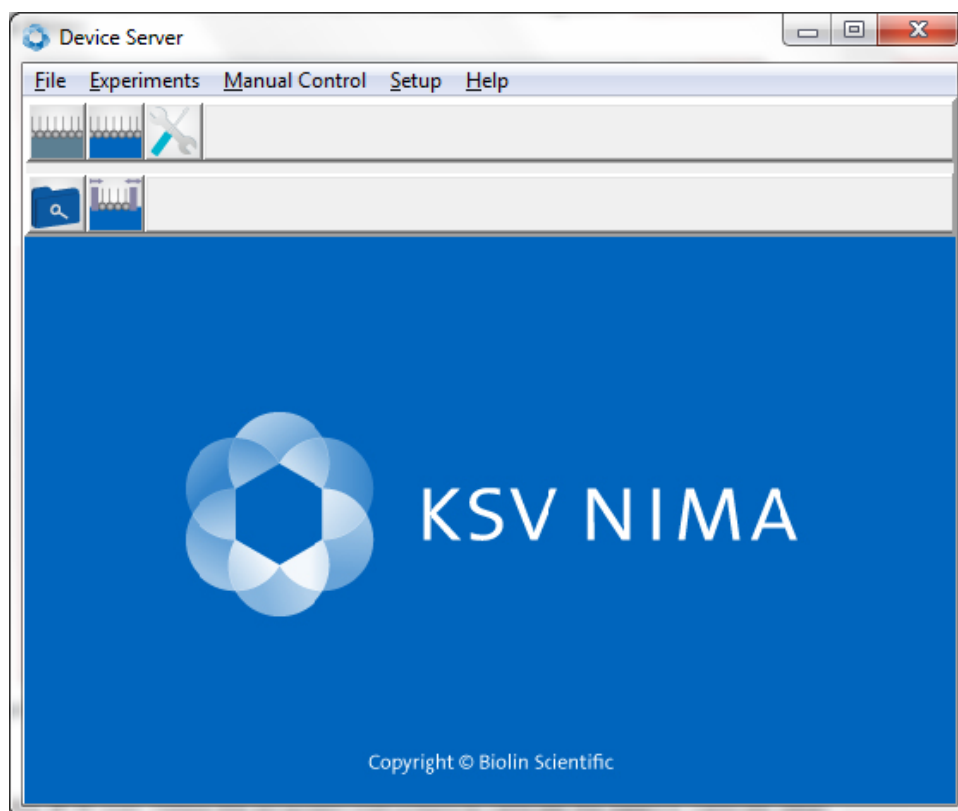 Device Server
File Experiments Manual Control Setup Help
KSV NIMA
Copyright © Biolin Scientific